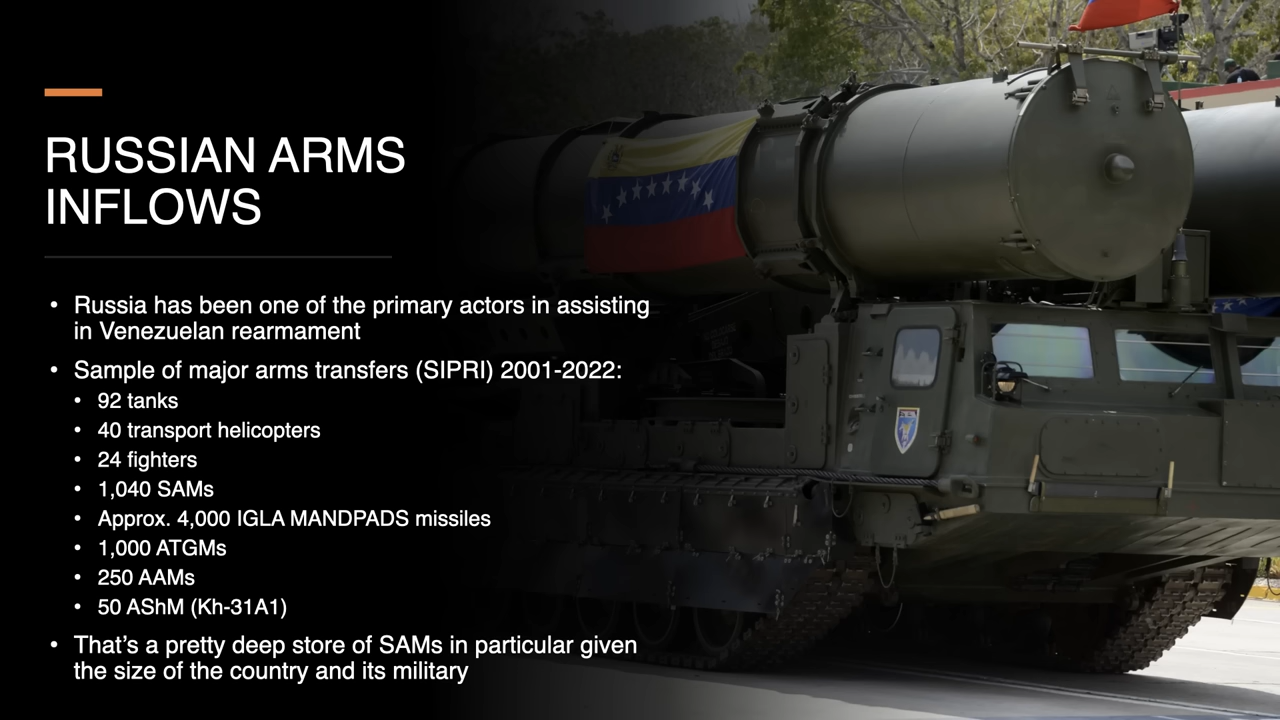 RUSSIAN ARMS
INFLOWS
• Russia has been one of the primary actors in assisting
in Venezuelan rearmament
• Sample of major arms transfers (SIPRI) 2001-2022:
• 92 tanks
• 40 transport helicopters
• 24 fighters
• 1,040 SAMs
• Approx. 4,000 IGLA MANDPADS missiles
• 1,000 ATGMs
• 250 AAMs
• 50 AShM (Kh-31A1)
• That’s a pretty deep store of SAMs in particular given
the size of the country and its military